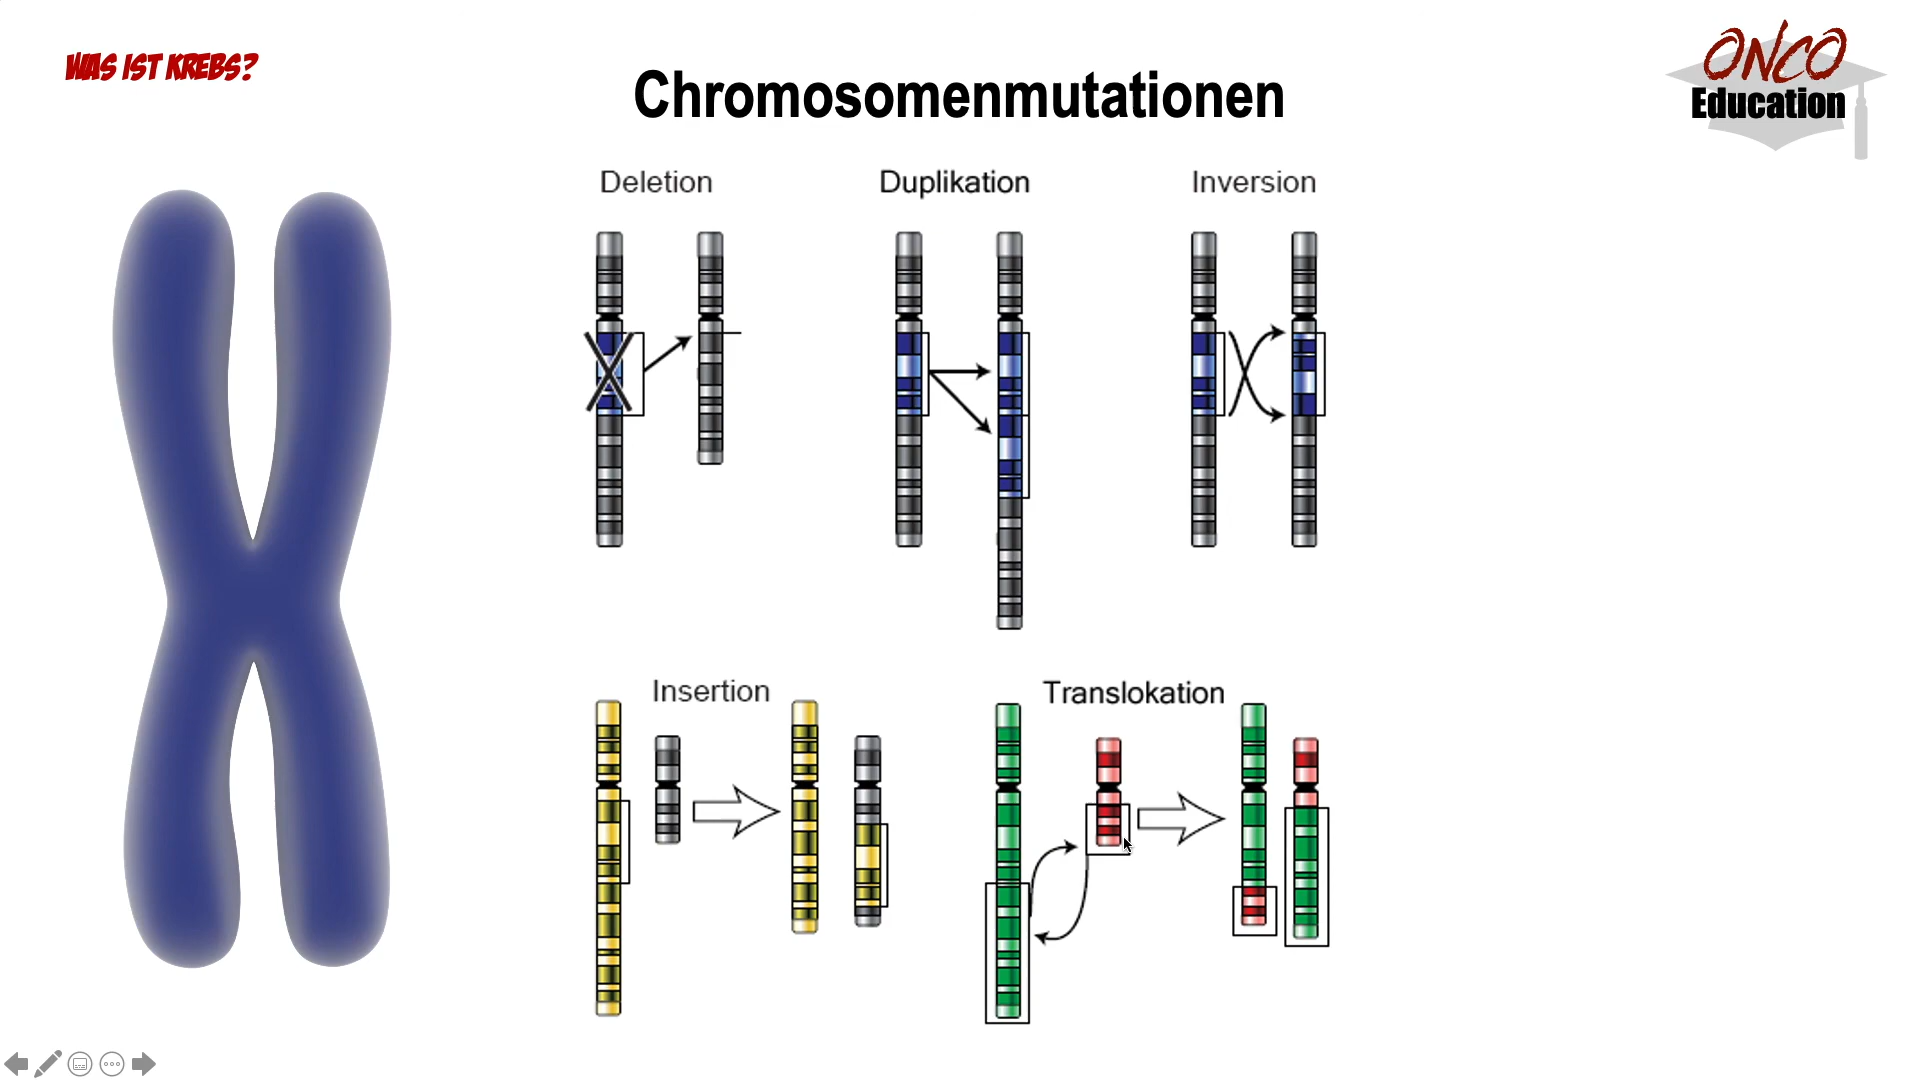 WAS IST KREBS?
ONCO
Education
Chromosomenmutationen
Deletion
Duplikation
Inversion
Insertion
Translokation